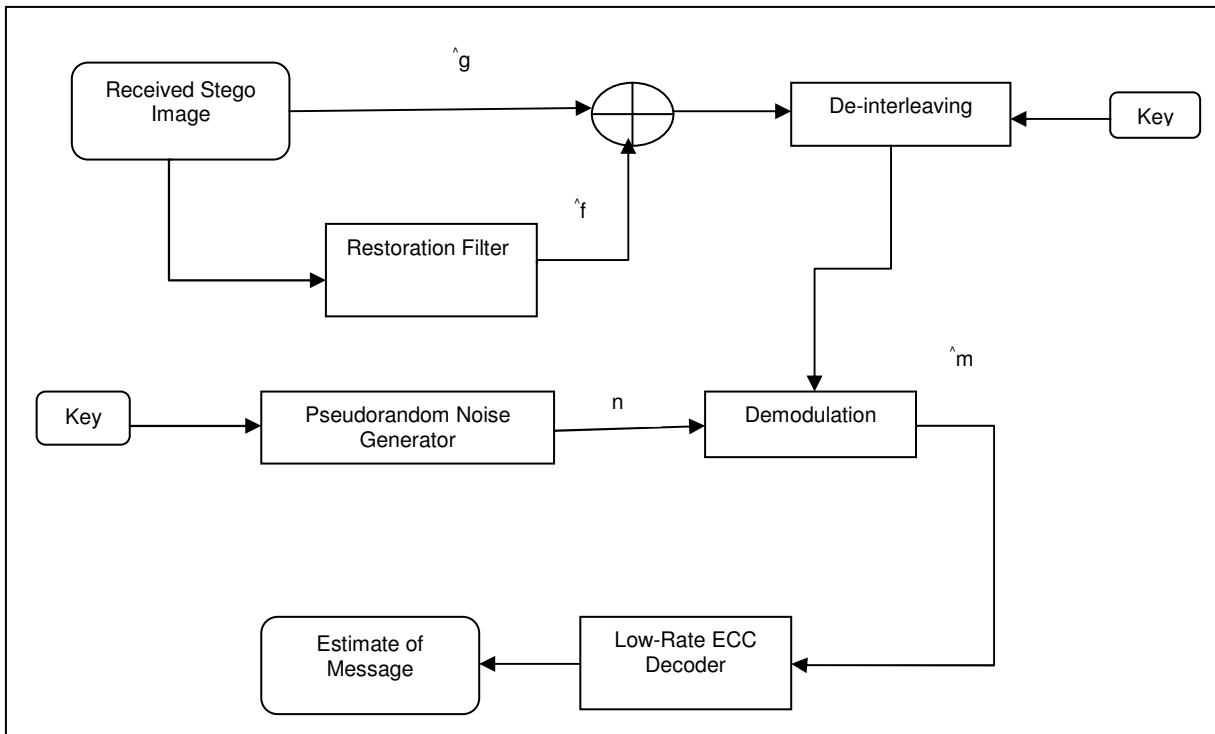 ^g
Received Stego
Image
De-interleaving
Key
^f
Restoration Filter
^m
Key
Pseudorandom Noise
Generator
n
Demodulation
Estimate of
Message
Low-Rate ECC
Decoder